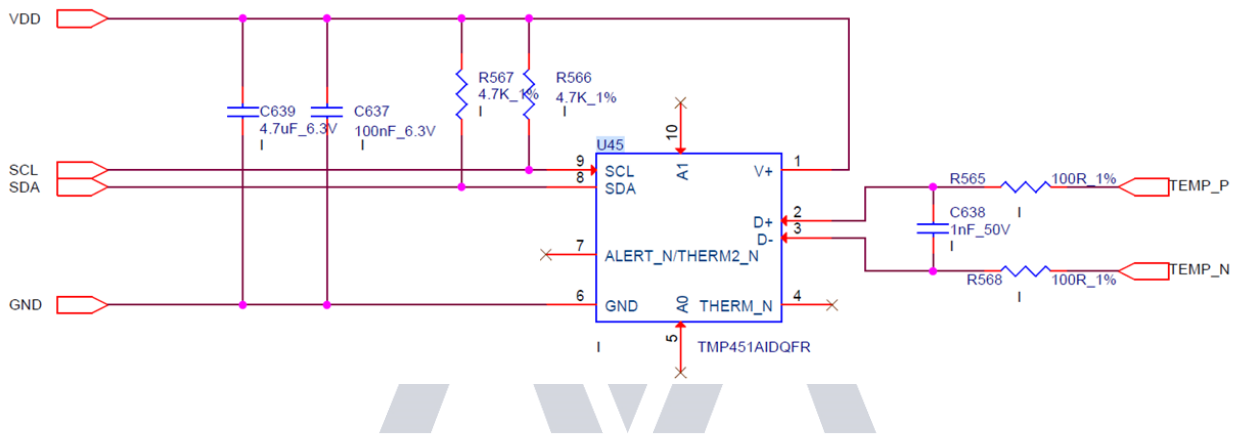 VDD
R567
4.7K_1%
R566
4.7K_1%
C639
4.7uF_6.3V
I
C637
100nF_6.3V
I
10
U45
SCL
9
SCL
A1
V+
1
SDA
8
SDA
R565
100R_1%
TEMP_P
I
D+
2
C638
1nF_50V
I
D-
3
7
ALERT_N/THERM2_N
R568
100R_1%
TEMP_N
I
GND
6
GND
A0
THERM_N
4
5
I
TMP451AIDQFR